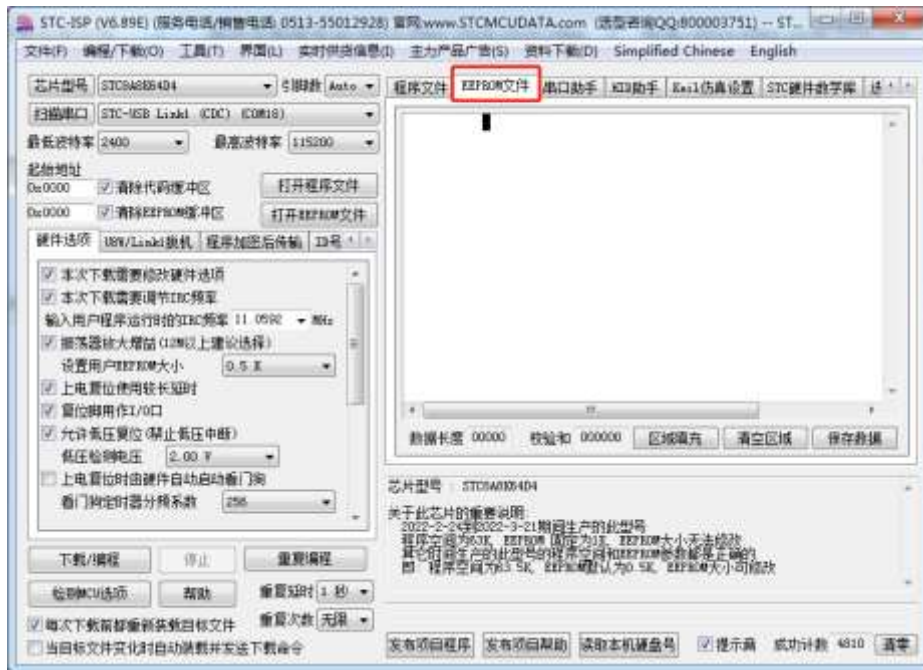 STC-ISP (V6.89E) (服务电话/销售电话: 0513-55012928) 官网:www.STCMCUDATA.com (选型咨询QQ:800003751) -- ST...
文件(F) 编程/下载(O) 工具(T) 界面(L) 实时供货信息(I) 主力产品广告(S) 资料下载(D) Simplified Chinese English
芯片型号 STC8A8K64D4 引脚数 Auto
扫描串口 STC-USB Link1 (CDC) (COM18)
最低波特率 2400 最高波特率 115200
起始地址
0x0000 清除代码缓冲区 打开程序文件
0x0000 清除EEPROM缓冲区 打开EEPROM文件
硬件选项 U8W/Link1脱机 程序加密后传输 ID号
本次下载需要修改硬件选项
本次下载需要调节IRC频率
输入用户程序运行时的IRC频率 11.0592 MHz
振荡器放大增益(12M以上建议选择)
设置用户EEPROM大小 0.5 K
上电复位使用较长延时
复位脚用作I/O口
允许低压复位(禁止低压中断)
低压检测电压 2.00 V
上电复位时由硬件自动启动看门狗
看门狗定时器分频系数 256
下载/编程 停止 重复编程
检测MCU选项 帮助 重复延时 1 秒
每次下载前都重新装载目标文件 重复次数 无限
当目标文件变化时自动装载并发送下载命令
程序文件 EEPROM文件 串口助手 Keil仿真设置 STC硬件数学库 选
数据长度 00000 校验和 000000 区域填充 清空区域 保存数据
芯片型号 : STC8A8K64D4
关于此芯片的重要说明:
2022-2-24到2022-3-21期间生产的此型号
程序空间为63K, EEPROM 固定为1K, EEPROM大小无法修改
其它时间生产的此型号的程序空间和EEPROM参数都是正确的
即 程序空间为63.5K, EEPROM默认为0.5K, EEPROM大小可修改
发布项目程序 发布项目帮助 读取本机硬盘号 提示音 成功计数 4810 清零